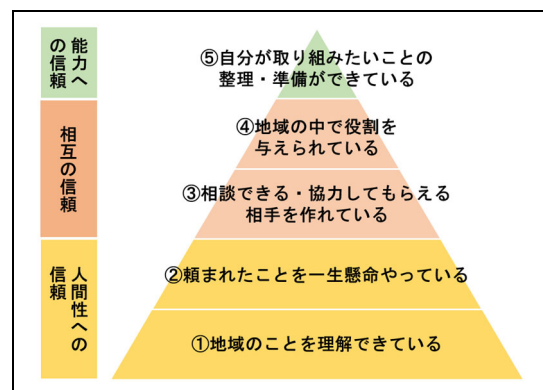 能力への信頼
⑤自分が取り組みたいことの
整理・準備ができている
相互の信頼
④地域の中で役割を
与えられている
③相談できる・協力してもらえる
相手を作れている
人間性への信頼
②頼まれたことを一生懸命やっている
①地域のことを理解できている